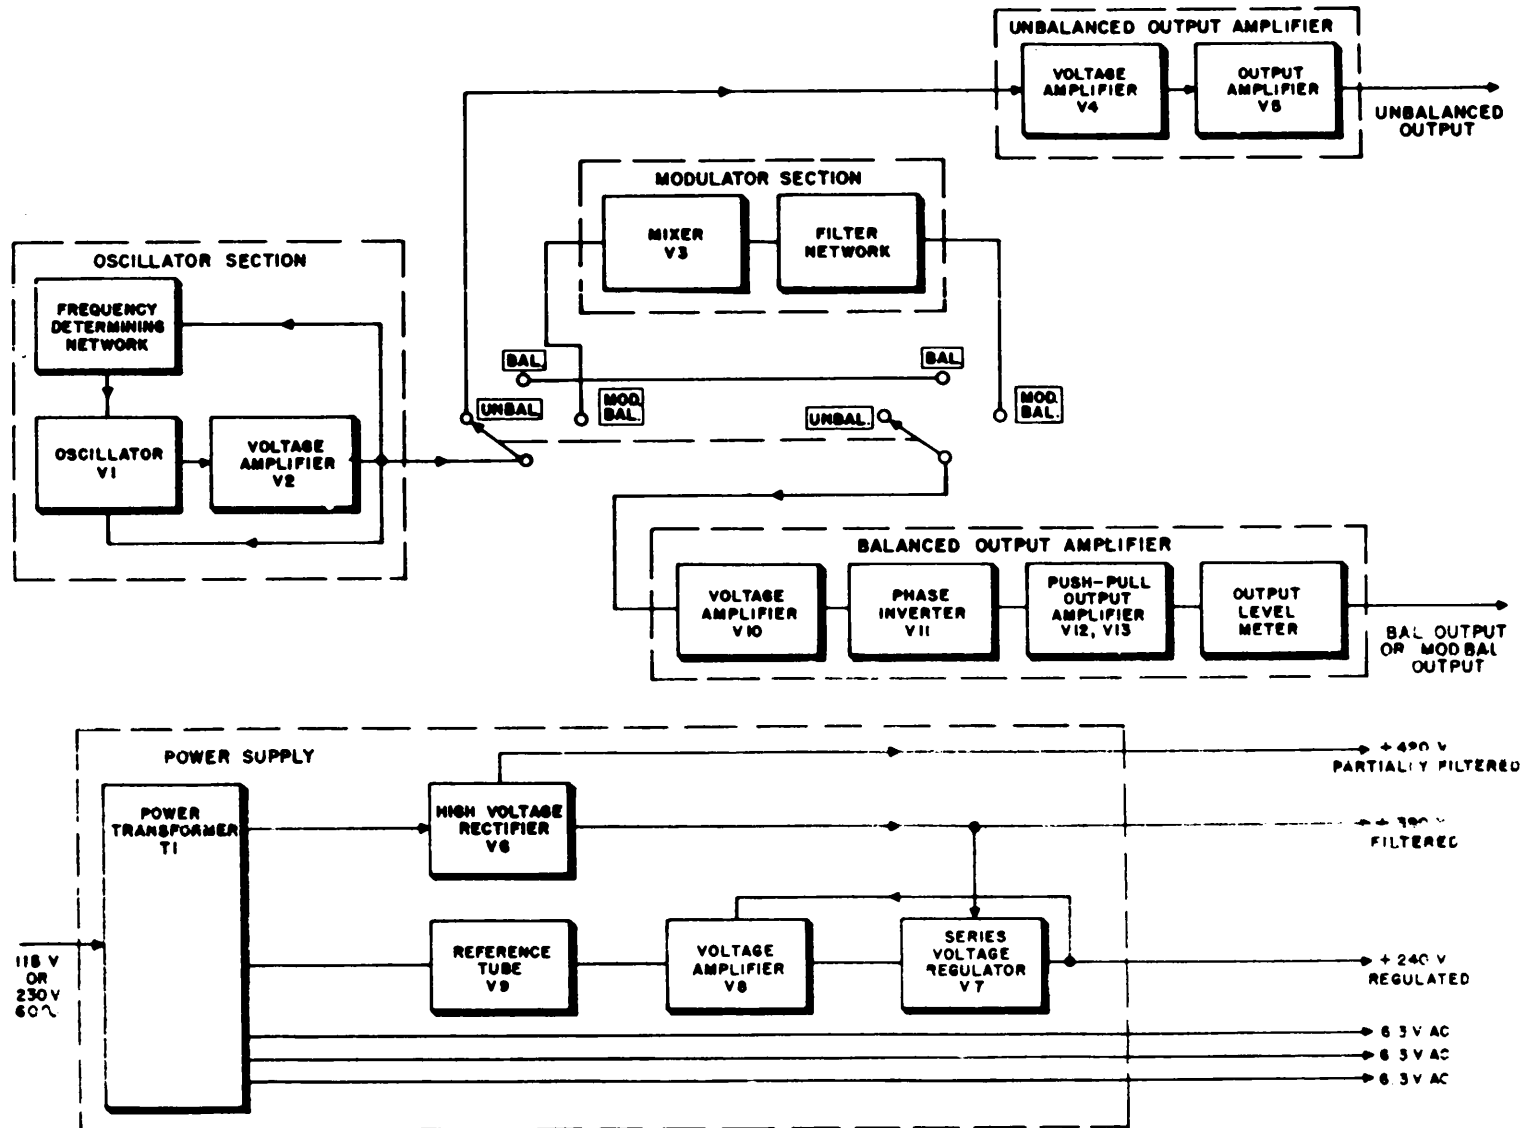 UNBALANCED OUTPUT AMPLIFIER
VOLTAGE
AMPLIFIER
V4
OUTPUT
AMPLIFIER
V5
UNBALANCED
OUTPUT
MODULATOR SECTION
MIXER
V3
FILTER
NETWORK
OSCILLATOR SECTION
FREQUENCY
DETERMINING
NETWORK
OSCILLATOR
V1
VOLTAGE
AMPLIFIER
V2
BAL.
UNBAL.
MOD.
BAL.
BAL.
UNBAL.
MOD.
BAL.
BALANCED OUTPUT AMPLIFIER
VOLTAGE
AMPLIFIER
V10
PHASE
INVERTER
V11
PUSH-PULL
OUTPUT
AMPLIFIER
V12, V13
OUTPUT
LEVEL
METER
BAL OUTPUT
OR MOD BAL
OUTPUT
POWER SUPPLY
POWER
TRANSFORMER
T1
HIGH VOLTAGE
RECTIFIER
V6
REFERENCE
TUBE
V9
VOLTAGE
AMPLIFIER
V8
SERIES
VOLTAGE
REGULATOR
V7
115 V
OR
230 V
60~
V
PARTIALLY FILTERED
V
FILTERED
+ 240 V
REGULATED
6.3 V AC
6.3 V AC
6.3 V AC